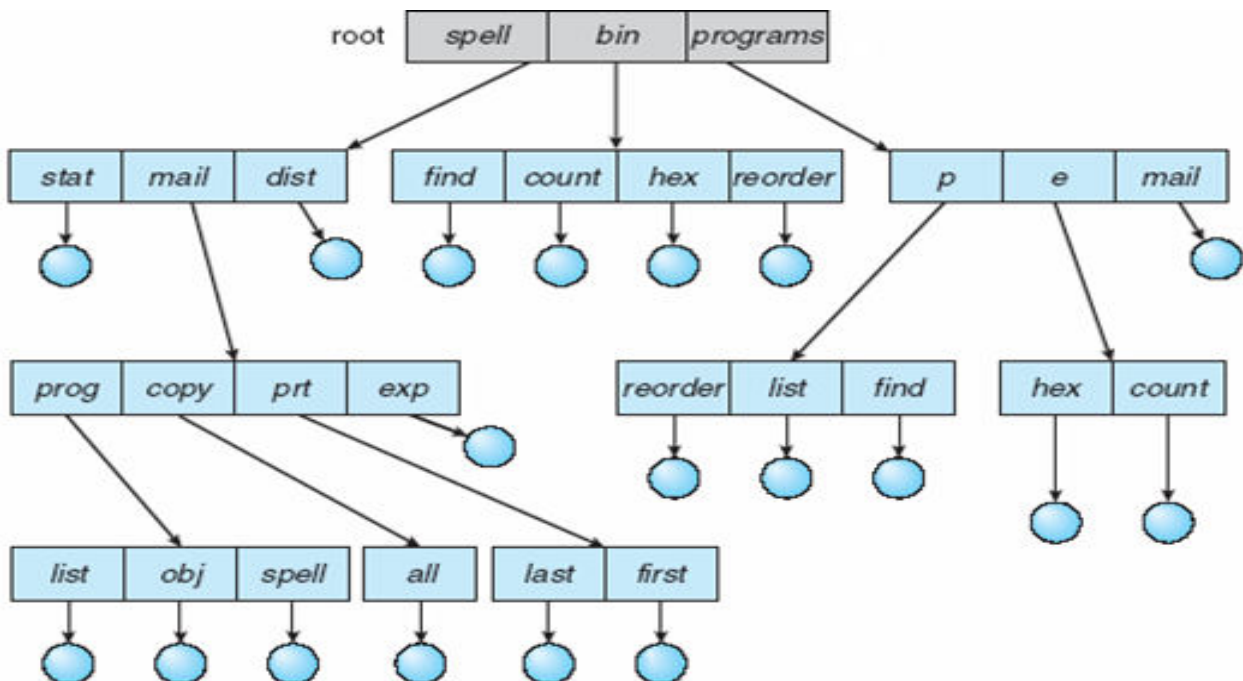 root spell bin programs
stat mail dist find count hex reorder p e mail
prog copy prt exp reorder list find hex count
list obj spell all last first